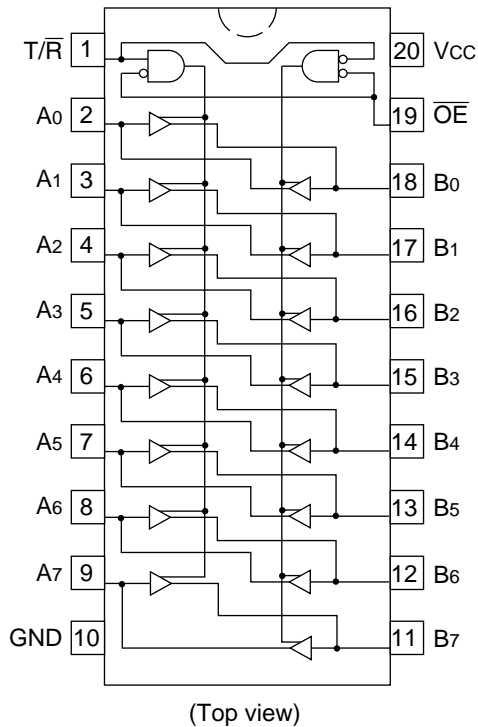 T/R̅ 1 20 VCC
A0 2 19 O̅E̅
A1 3 18 B0
A2 4 17 B1
A3 5 16 B2
A4 6 15 B3
A5 7 14 B4
A6 8 13 B5
A7 9 12 B6
GND 10 11 B7
(Top view)